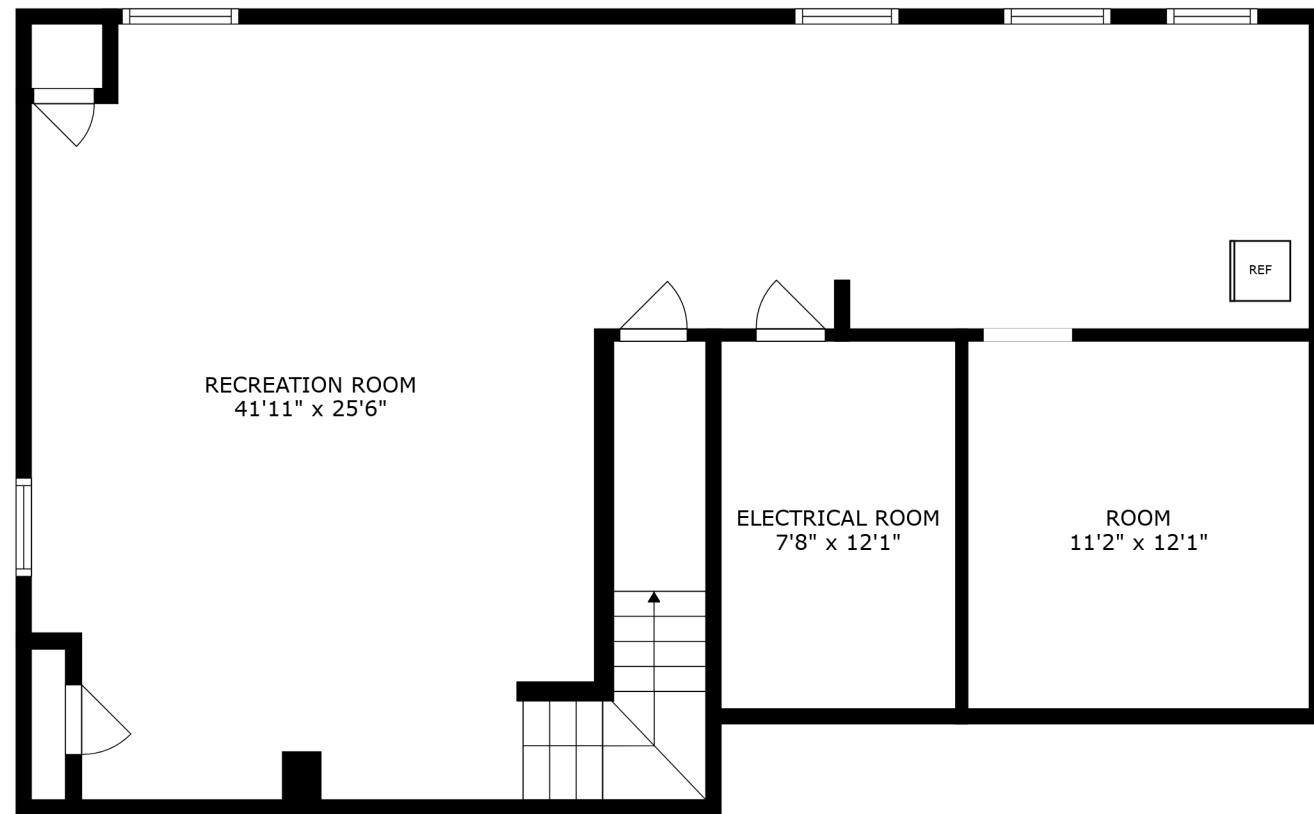 REF
RECREATION ROOM
41'11" x 25'6"
ELECTRICAL ROOM
7'8" x 12'1"
ROOM
11'2" x 12'1"